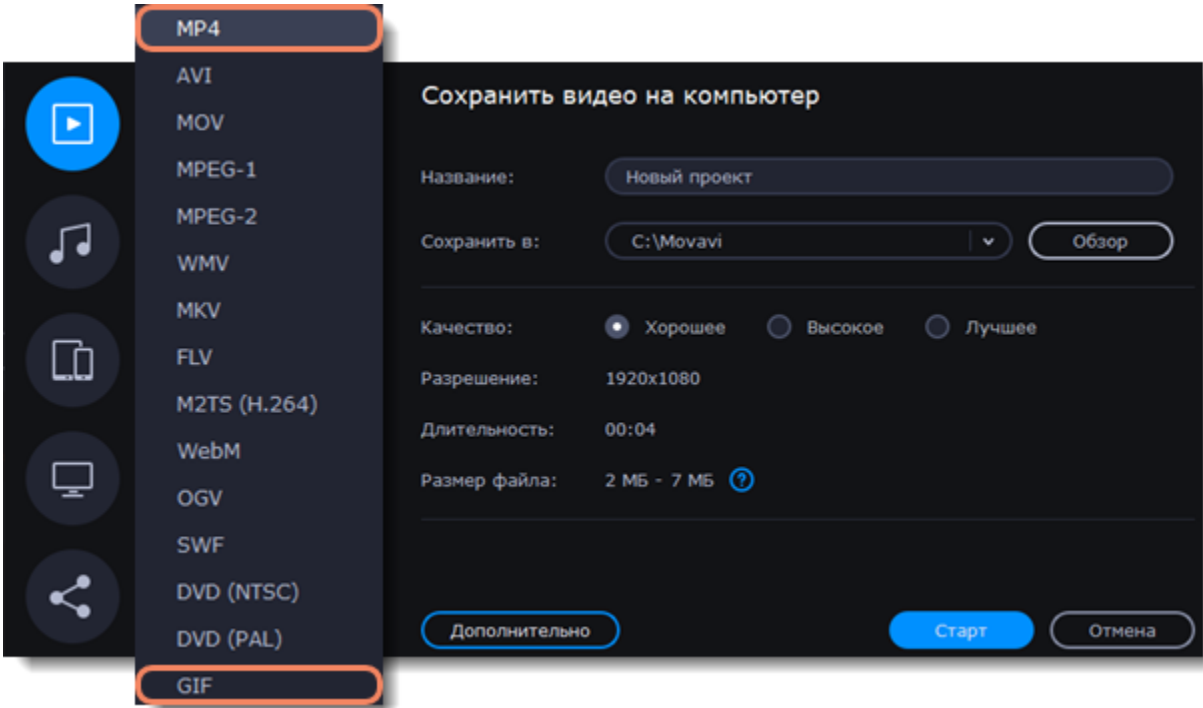 MP4
AVI
MOV
MPEG-1
MPEG-2
WMV
MKV
FLV
M2TS (H.264)
WebM
OGV
SWF
DVD (NTSC)
DVD (PAL)
GIF
Сохранить видео на компьютер
Название: Новый проект
Сохранить в: C:\Movavi Обзор
Качество: Хорошее Высокое Лучшее
Разрешение: 1920x1080
Длительность: 00:04
Размер файла: 2 МБ - 7 МБ ?
Дополнительно Старт Отмена